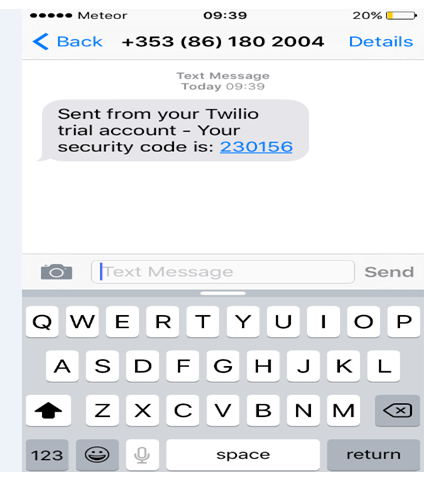 Meteor 09:39 20%
Back +353 (86) 180 2004 Details
Text Message
Today 09:39
Sent from your Twilio
trial account - Your
security code is: 230156
Text Message Send
Q W E R T Y U I O P
A S D F G H J K L
Z X C V B N M
123 space return